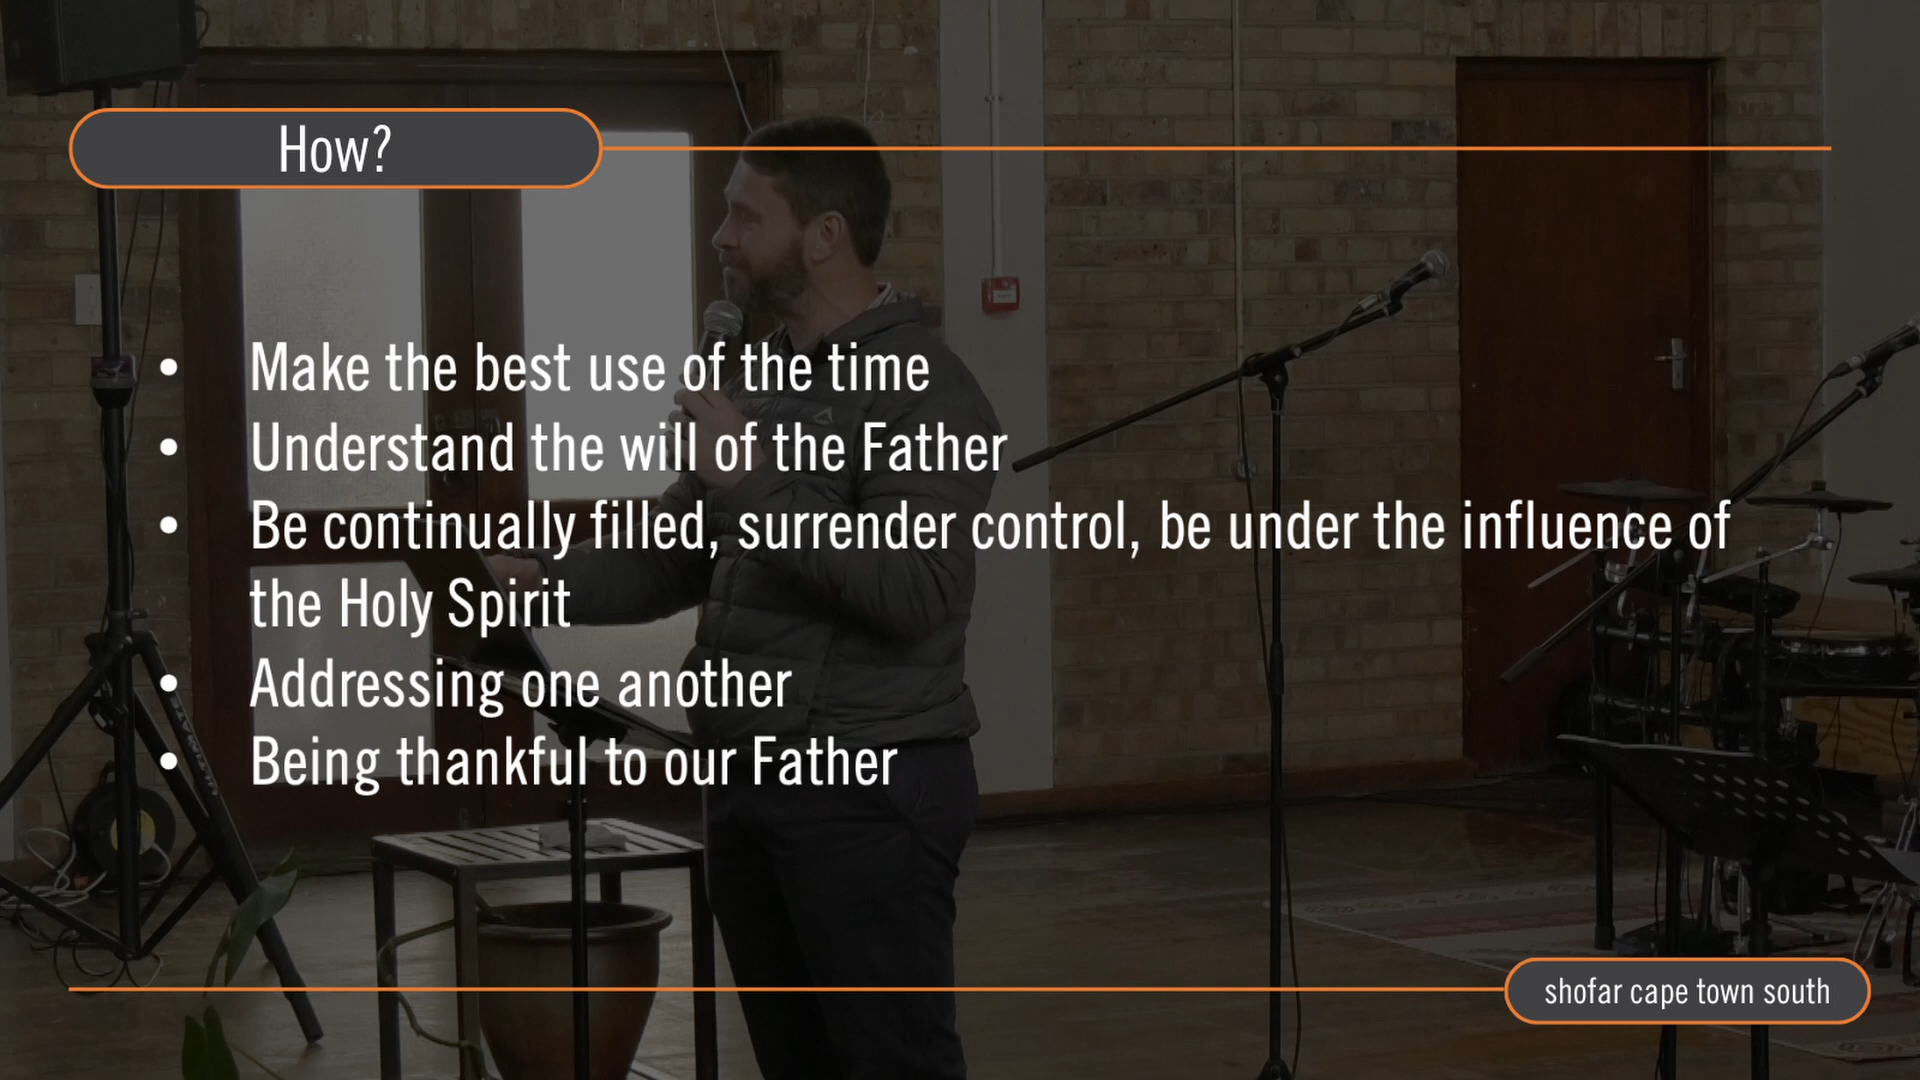 How?
• Make the best use of the time
• Understand the will of the Father
• Be continually filled, surrender control, be under the influence of
the Holy Spirit
• Addressing one another
• Being thankful to our Father
shofar cape town south